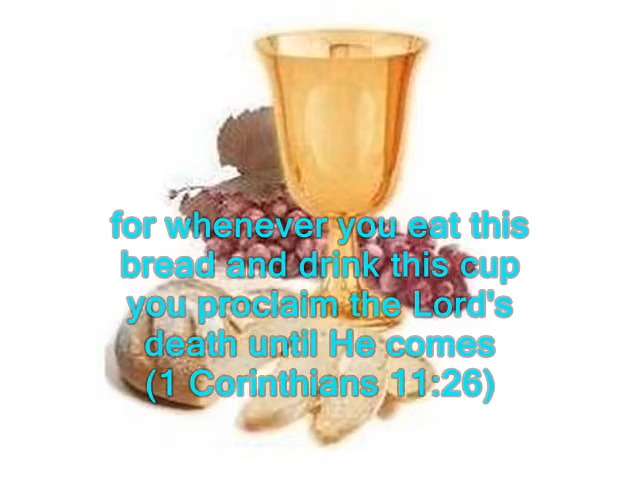 for whenever you eat this
bread and drink this cup
you proclaim the Lord's
death until He comes
(1 Corinthians 11:26)